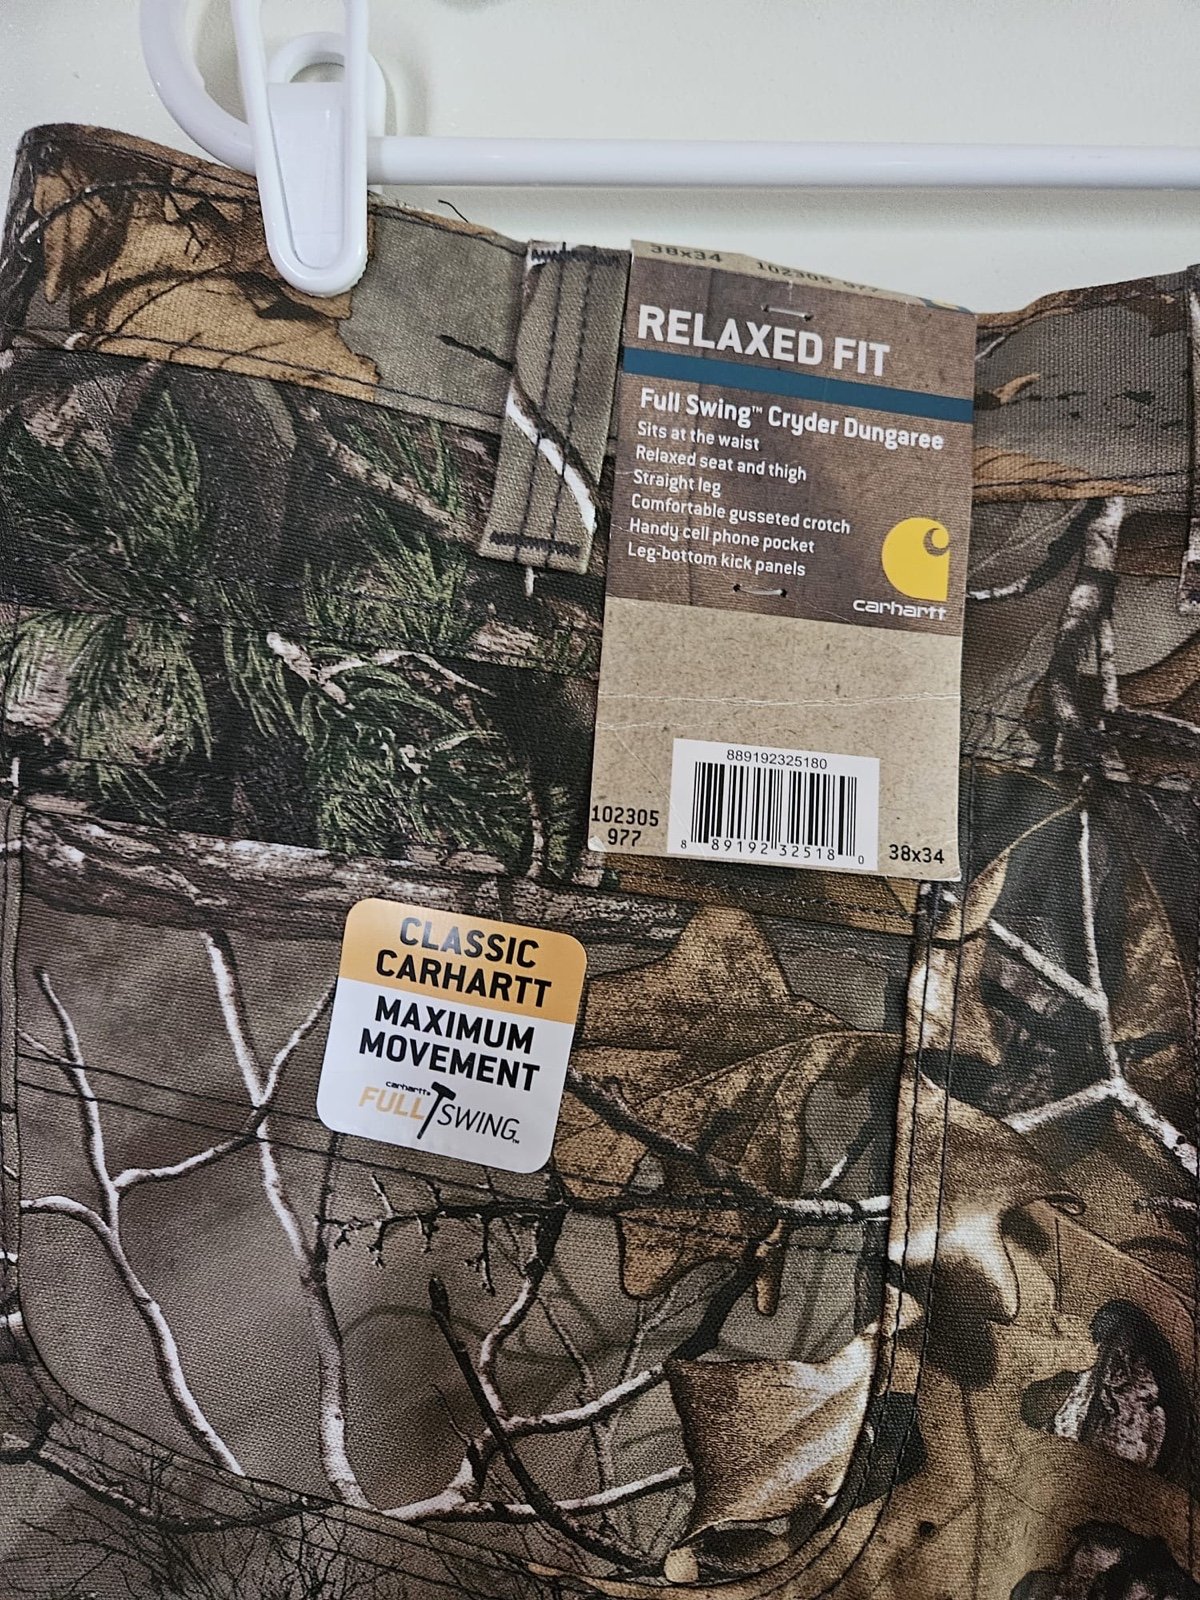 38x34 102305 977
RELAXED FIT
Full Swing™ Cryder Dungaree
Sits at the waist
Relaxed seat and thigh
Straight leg
Comfortable gusseted crotch
Handy cell phone pocket
Leg-bottom kick panels
carhartt
889192325180
102305
977
8 89192 32518 0
38x34
CLASSIC
CARHARTT
MAXIMUM
MOVEMENT
carhartt®
FULL SWING™